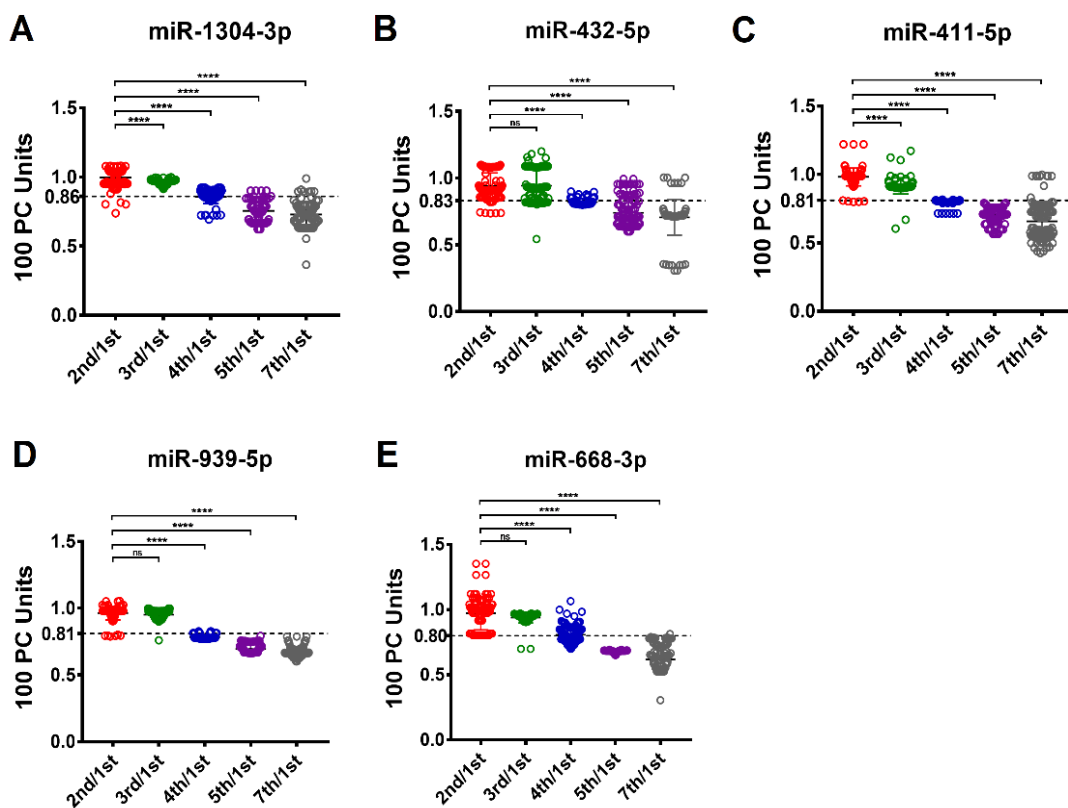 A
miR-1304-3p
****
****
****
****
100 PC Units
1.5
1.0
0.86
0.5
0.0
2nd/1st
3rd/1st
4th/1st
5th/1st
7th/1st
B
miR-432-5p
****
****
****
ns
100 PC Units
1.5
1.0
0.83
0.5
0.0
2nd/1st
3rd/1st
4th/1st
5th/1st
7th/1st
C
miR-411-5p
****
****
****
****
100 PC Units
1.5
1.0
0.81
0.5
0.0
2nd/1st
3rd/1st
4th/1st
5th/1st
7th/1st
D
miR-939-5p
****
****
****
ns
100 PC Units
1.5
1.0
0.81
0.5
0.0
2nd/1st
3rd/1st
4th/1st
5th/1st
7th/1st
E
miR-668-3p
****
****
****
ns
100 PC Units
1.5
1.0
0.80
0.5
0.0
2nd/1st
3rd/1st
4th/1st
5th/1st
7th/1st